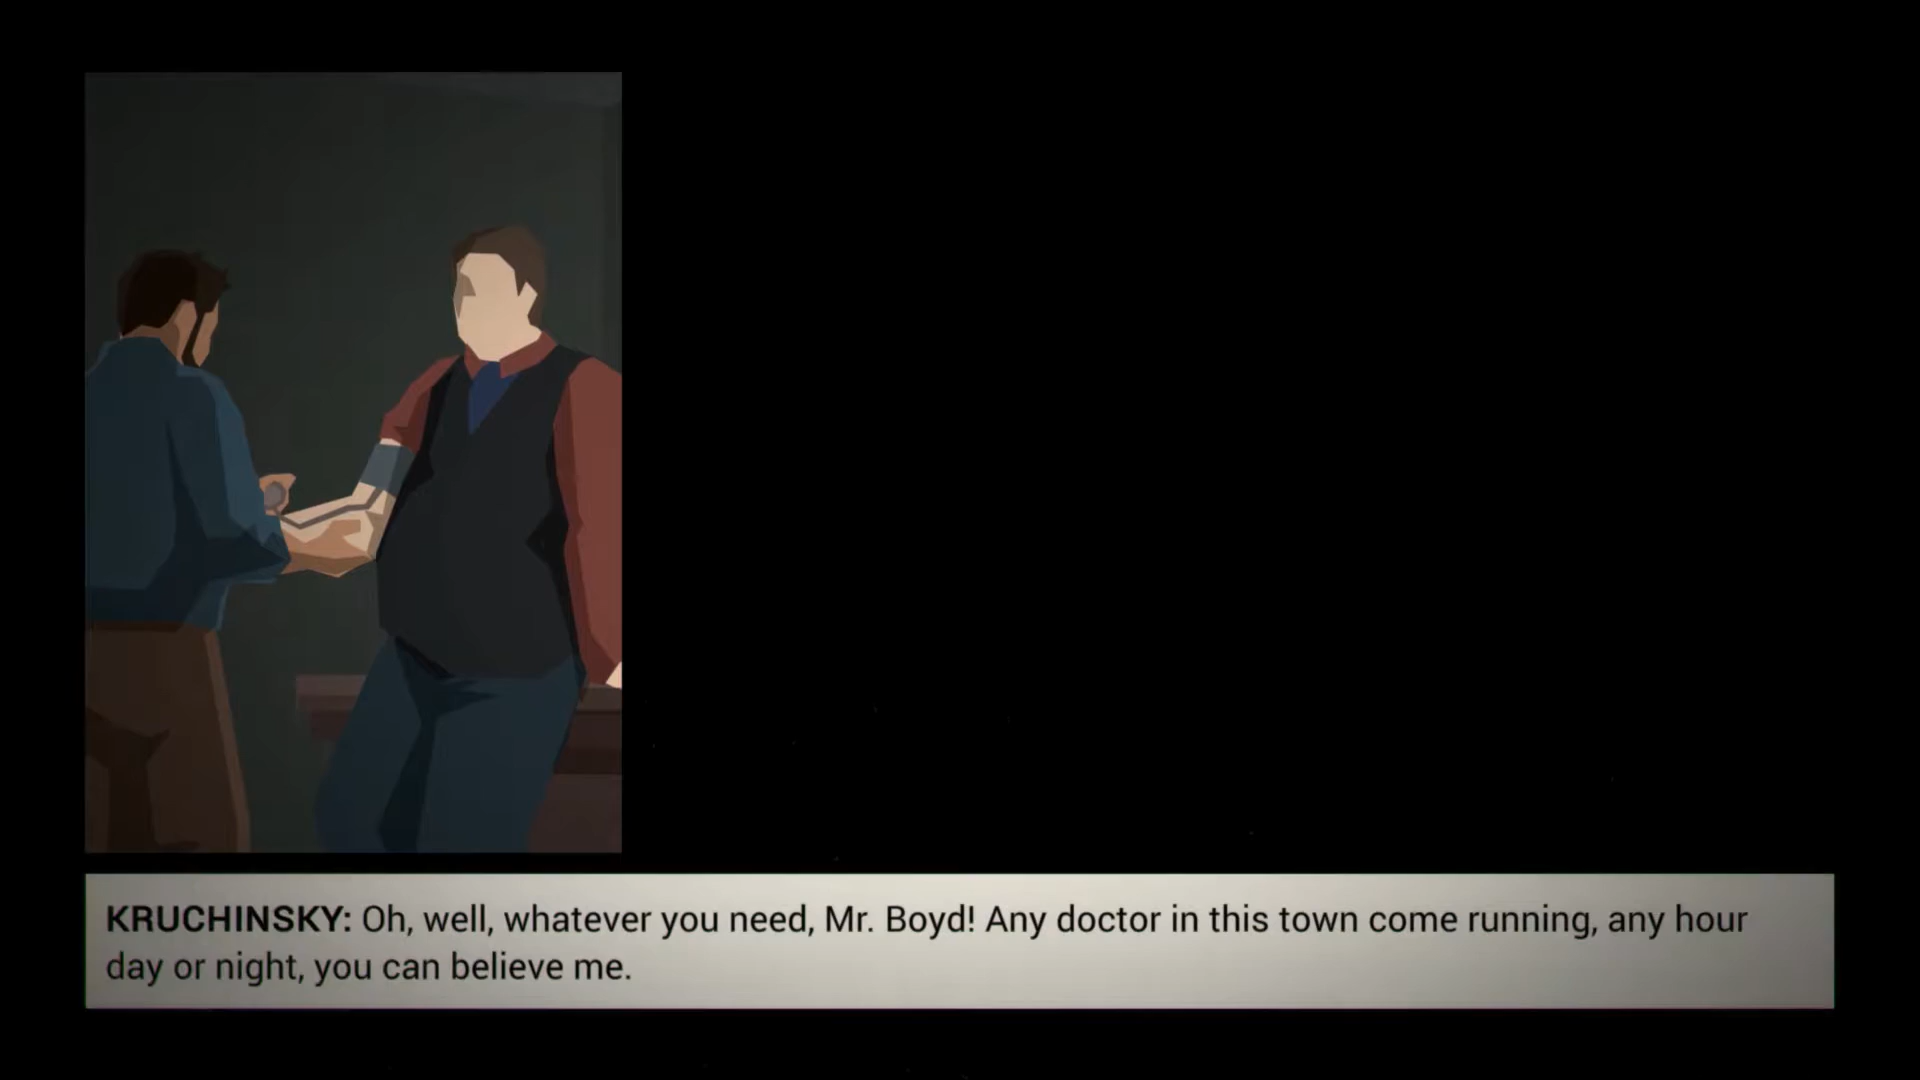 KRUCHINSKY: Oh, well, whatever you need, Mr. Boyd! Any doctor in this town come running, any hour
day or night, you can believe me.